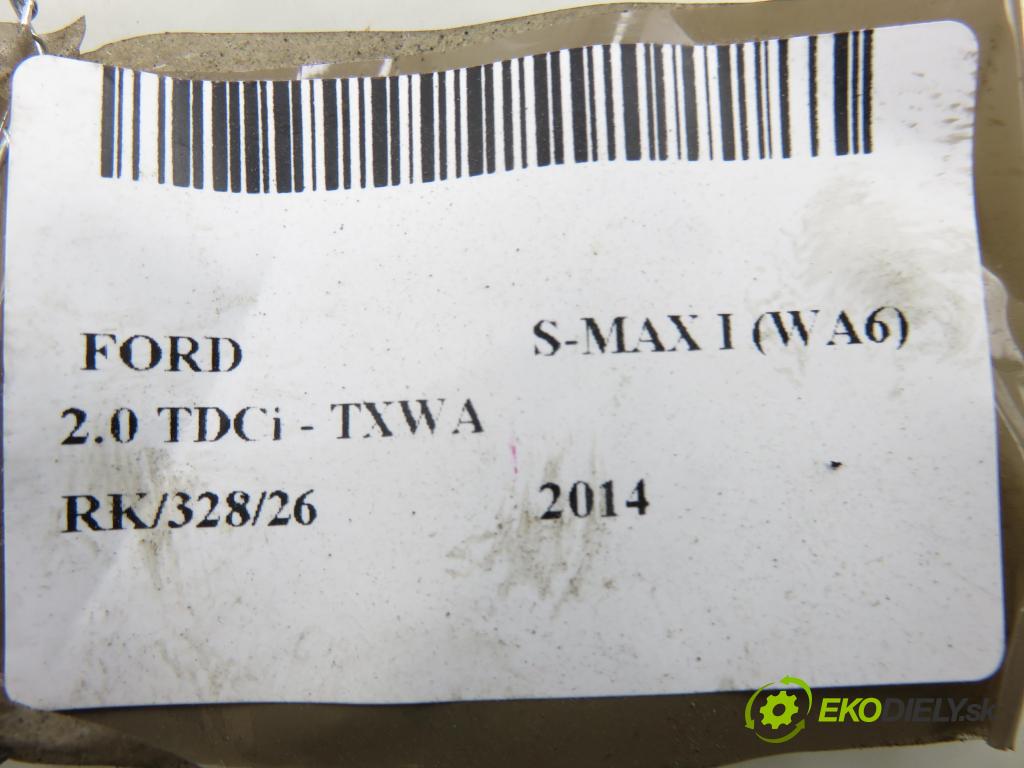 FORD S-MAX I (WA6)
2.0 TDCi - TXWA
RK/328/26 2014
EKODIELY.sk